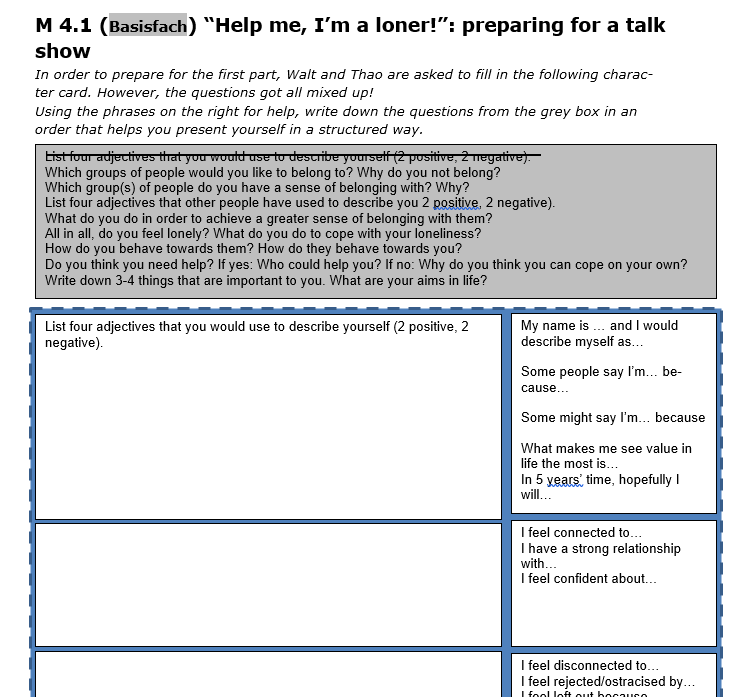 M 4.1 (Basisfach) “Help me, I’m a loner!”: preparing for a talk
show
In order to prepare for the first part, Walt and Thao are asked to fill in the following charac-
ter card. However, the questions got all mixed up!
Using the phrases on the right for help, write down the questions from the grey box in an
order that helps you present yourself in a structured way.
List four adjectives that you would use to describe yourself (2 positive, 2 negative).
Which groups of people would you like to belong to? Why do you not belong?
Which group(s) of people do you have a sense of belonging with? Why?
List four adjectives that other people have used to describe you 2 positive, 2 negative).
What do you do in order to achieve a greater sense of belonging with them?
All in all, do you feel lonely? What do you do to cope with your loneliness?
How do you behave towards them? How do they behave towards you?
Do you think you need help? If yes: Who could help you? If no: Why do you think you can cope on your own?
Write down 3-4 things that are important to you. What are your aims in life?
List four adjectives that you would use to describe yourself (2 positive, 2
negative).
My name is … and I would
describe myself as…
Some people say I’m… be-
cause…
Some might say I’m… because
What makes me see value in
life the most is…
In 5 years’ time, hopefully I
will…
I feel connected to…
I have a strong relationship
with…
I feel confident about…
I feel disconnected to…
I feel rejected/ostracised by…
I feel left out because